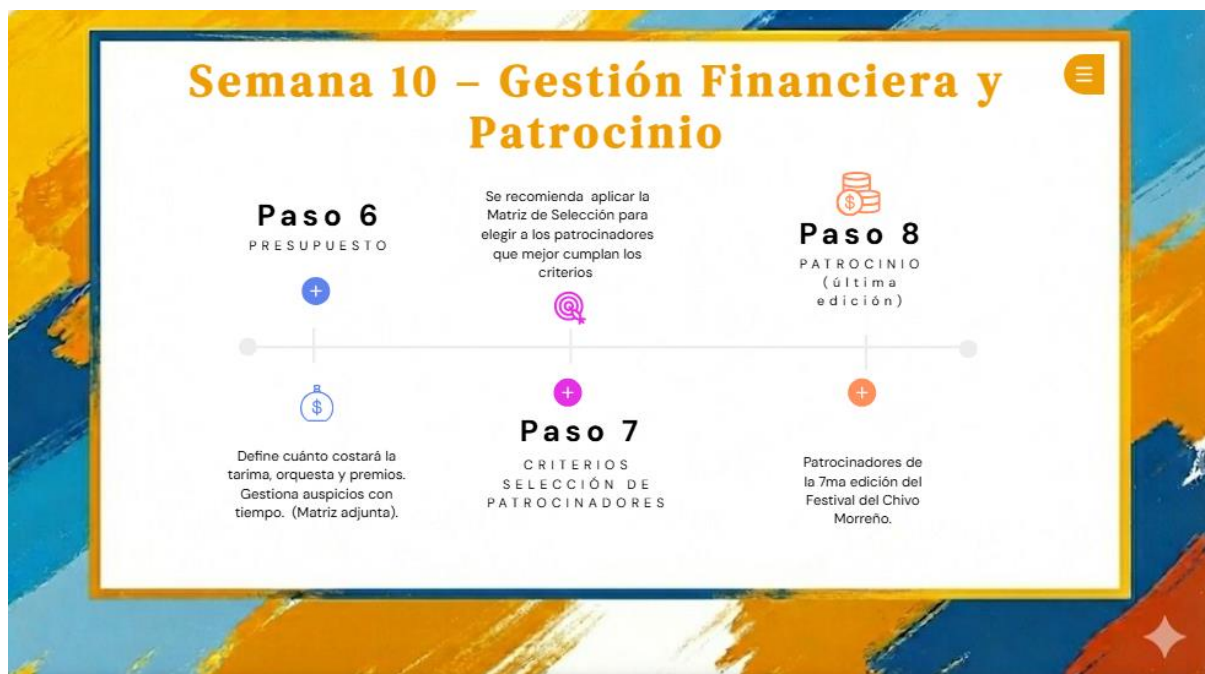 Semana 10 – Gestión Financiera y
Patrocinio
Paso 6
PRESUPUESTO
Define cuánto costará la
tarima, orquesta y premios.
Gestiona auspicios con
tiempo. (Matriz adjunta).
Se recomienda aplicar la
Matriz de Selección para
elegir a los patrocinadores
que mejor cumplan los
criterios
Paso 7
CRITERIOS
SELECCIÓN DE
PATROCINADORES
Paso 8
PATROCINIO
(última
edición)
Patrocinadores de
la 7ma edición del
Festival del Chivo
Morreño.